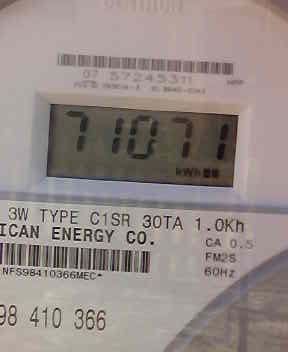 07 57245311
71071
kWh
3W TYPE C1SR 30TA 1.0Kh
ICAN ENERGY CO.
CA 0.5
FM2S
60Hz
NFS98410366MEC*
98 410 366